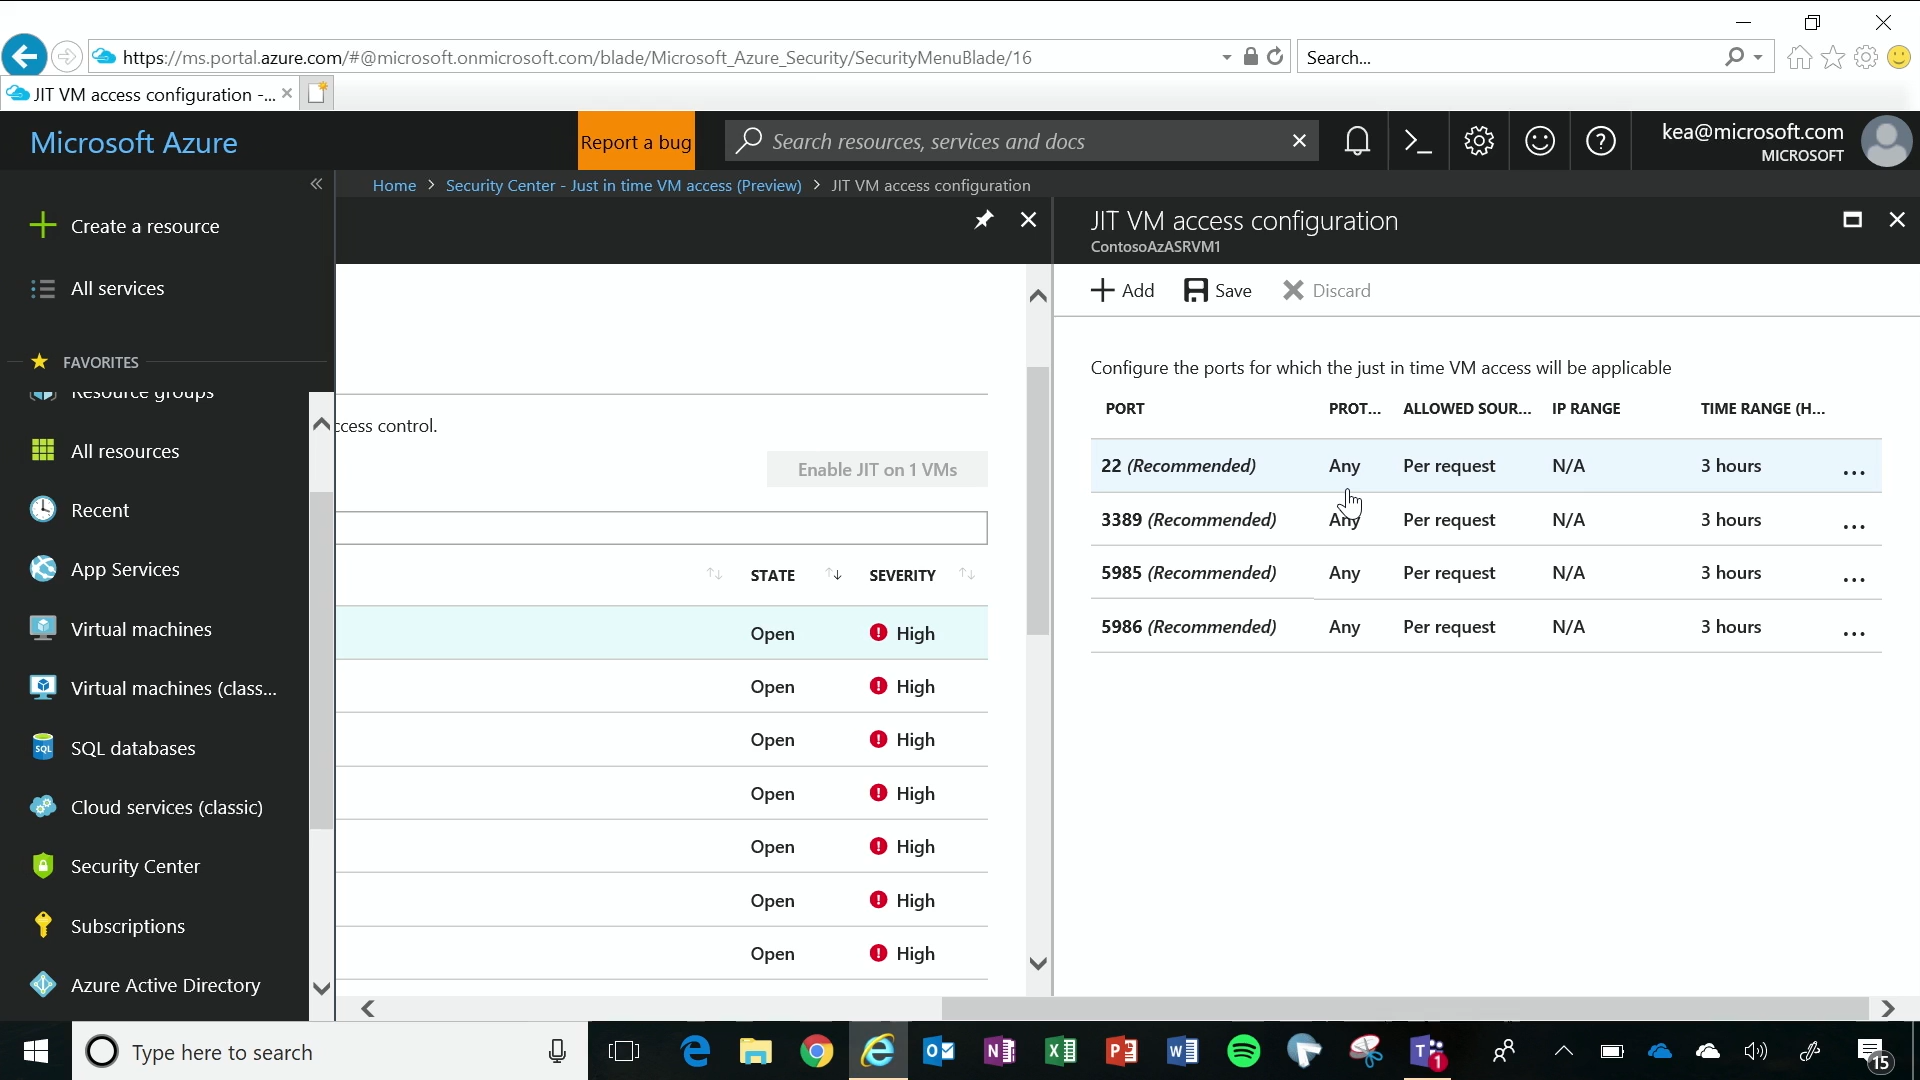 https://ms.portal.azure.com/#@microsoft.onmicrosoft.com/blade/Microsoft_Azure_Security/SecurityMenuBlade/16
Search...
JIT VM access configuration -...
Microsoft Azure
Report a bug
Search resources, services and docs
kea@microsoft.com
MICROSOFT
Home > Security Center - Just in time VM access (Preview) > JIT VM access configuration
Create a resource
All services
FAVORITES
Resource groups
All resources
Recent
App Services
Virtual machines
Virtual machines (class...
SQL databases
Cloud services (classic)
Security Center
Subscriptions
Azure Active Directory
ccess control.
Enable JIT on 1 VMs
STATE SEVERITY
Open High
Open High
Open High
Open High
Open High
Open High
Open High
JIT VM access configuration
ContosoAzASRVM1
Add Save Discard
Configure the ports for which the just in time VM access will be applicable
PORT PROT... ALLOWED SOUR... IP RANGE TIME RANGE (H...
22 (Recommended) Any Per request N/A 3 hours ...
3389 (Recommended) Any Per request N/A 3 hours ...
5985 (Recommended) Any Per request N/A 3 hours ...
5986 (Recommended) Any Per request N/A 3 hours ...
Type here to search
1
15